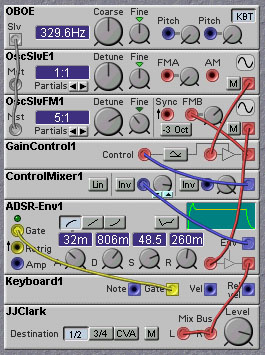 OBOE
KBT
Coarse Fine Pitch Pitch
Slv
329.6Hz
OscSlvE1
Detune Fine FMA AM
Mst
1:1
Partials
M
OscSlvFM1
Detune Fine Sync FMB
Mst
5:1
Partials
-3 Oct
M
GainControl1
Control
ControlMixer1
Lin Inv Inv
ADSR-Env1
Gate
32m 806m 48.5 260m
Retrig
Env
Amp
A D S R
Keyboard1
Note Gate Vel Rel vel
JJClark
Mix Bus Level
Destination 1/2 3/4 CVA M L R